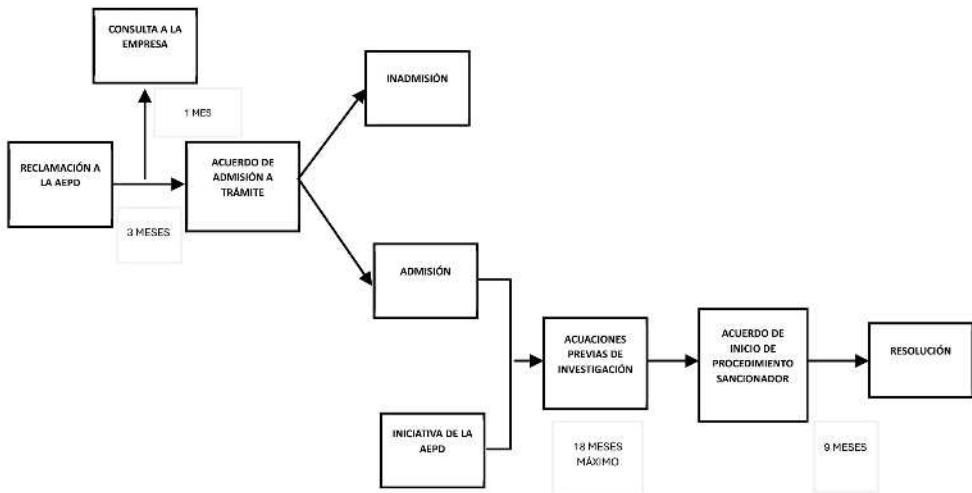 CONSULTA A LA
EMPRESA
INADMISIÓN
1 MES
RECLAMACIÓN A
LA AEPD
ACUERDO DE
ADMISIÓN A
TRÁMITE
3 MESES
ADMISIÓN
ACUACIONES
PREVIAS DE
INVESTIGACIÓN
ACUERDO DE
INICIO DE
PROCEDIMIENTO
SANCIONADOR
RESOLUCIÓN
INICIATIVA DE LA
AEPD
18 MESES
MÁXIMO
9 MESES